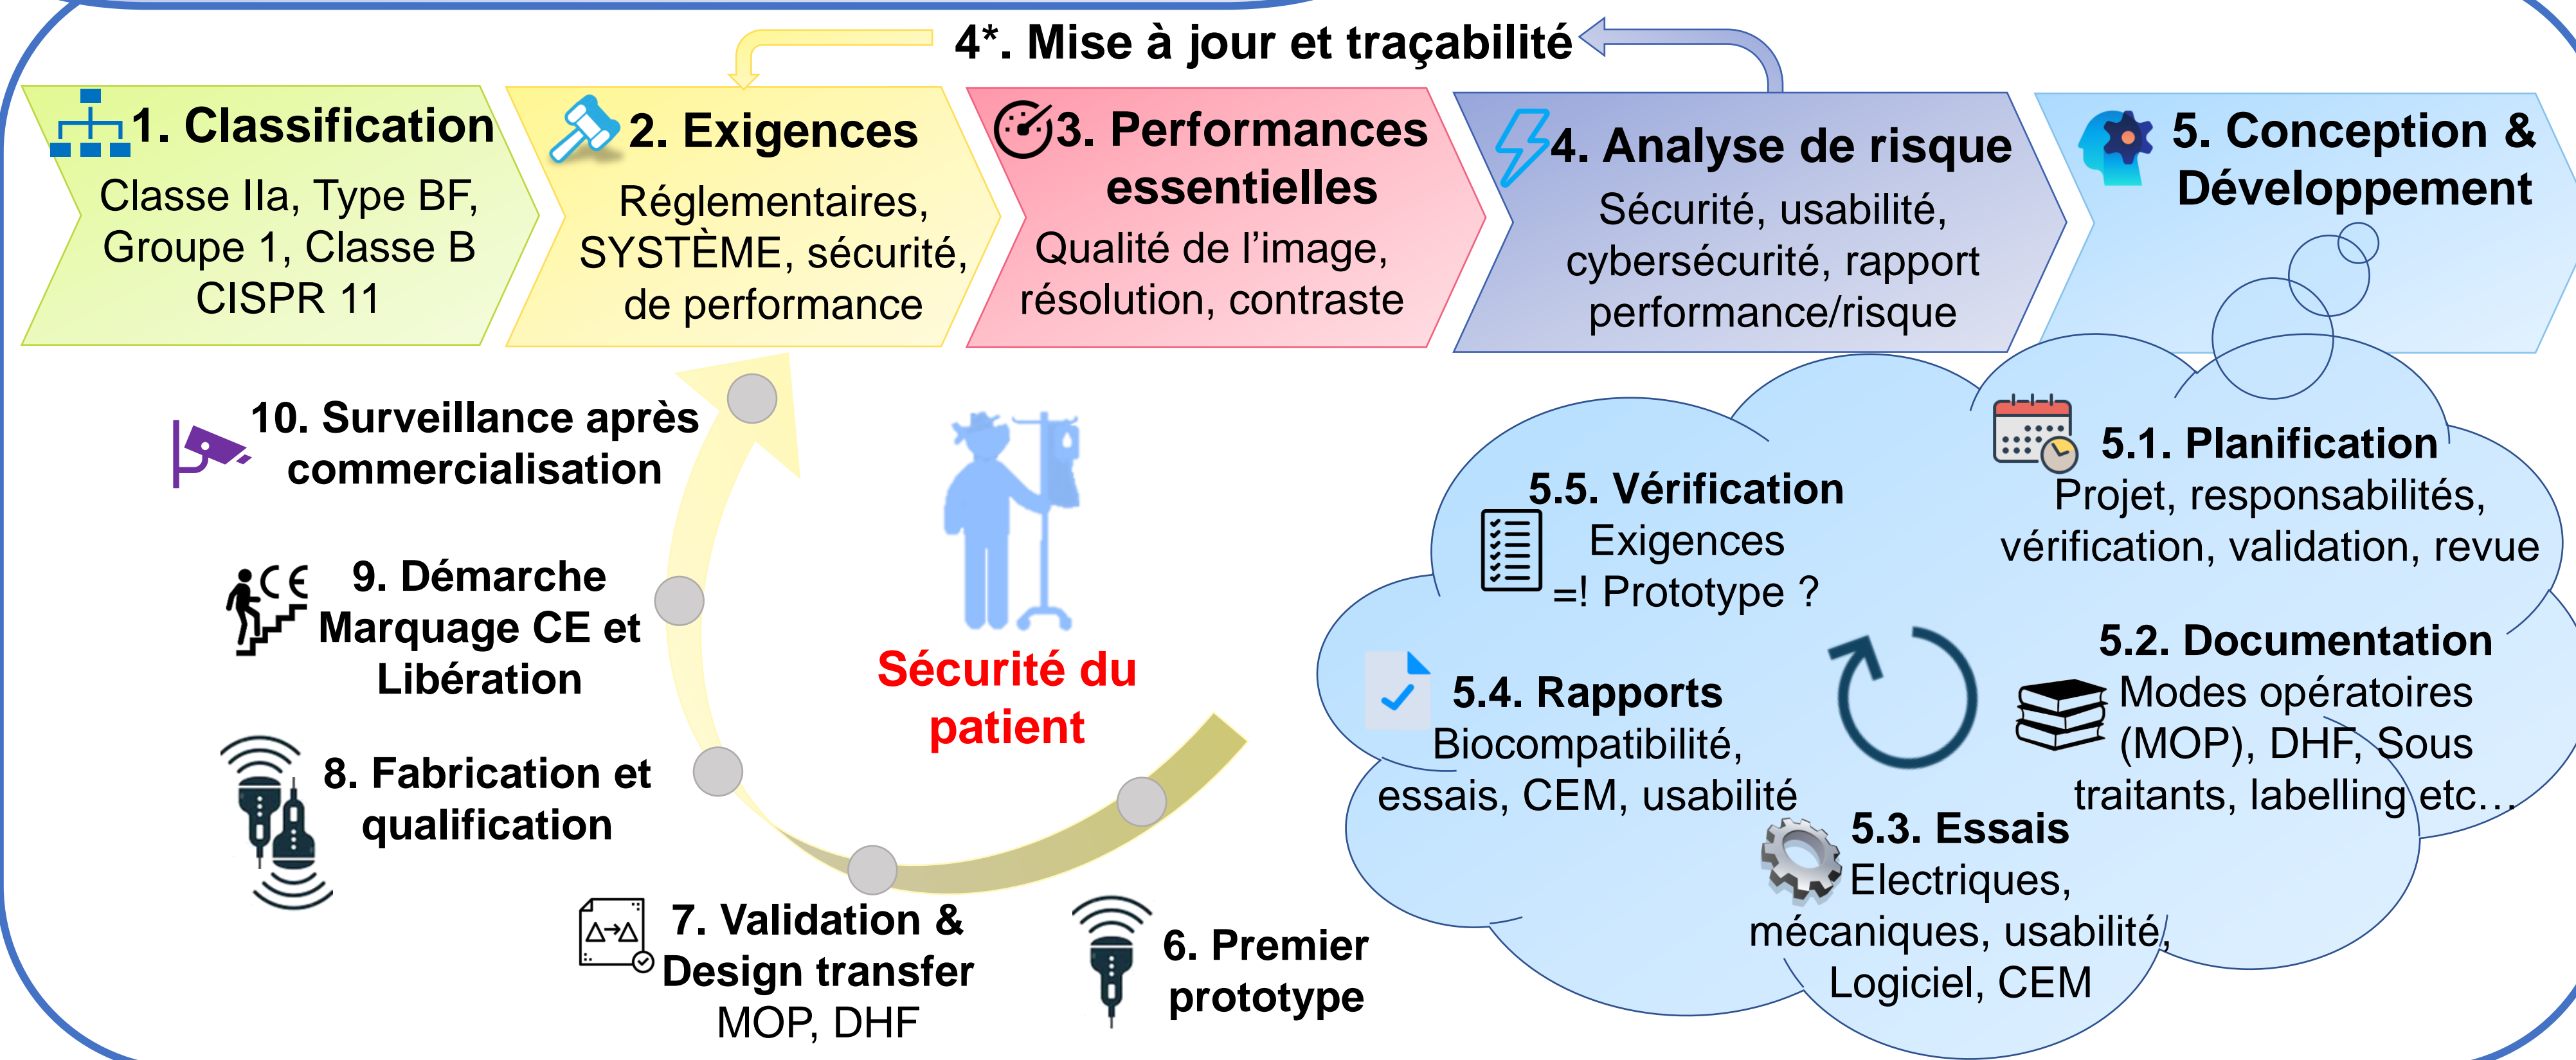 4*. Mise à jour et traçabilité
1. Classification
Classe IIa, Type BF,
Groupe 1, Classe B
CISPR 11
2. Exigences
Réglementaires,
SYSTÈME, sécurité,
de performance
3. Performances
essentielles
Qualité de l’image,
résolution, contraste
4. Analyse de risque
Sécurité, usabilité,
cybersécurité, rapport
performance/risque
5. Conception &
Développement
5.1. Planification
Projet, responsabilités,
vérification, validation, revue
5.2. Documentation
Modes opératoires
(MOP), DHF, Sous
traitants, labelling etc…
5.3. Essais
Electriques,
mécaniques, usabilité,
Logiciel, CEM
5.4. Rapports
Biocompatibilité,
essais, CEM, usabilité
5.5. Vérification
Exigences
=! Prototype ?
6. Premier
prototype
7. Validation &
Design transfer
MOP, DHF
8. Fabrication et
qualification
CE
9. Démarche
Marquage CE et
Libération
10. Surveillance après
commercialisation
Sécurité du
patient